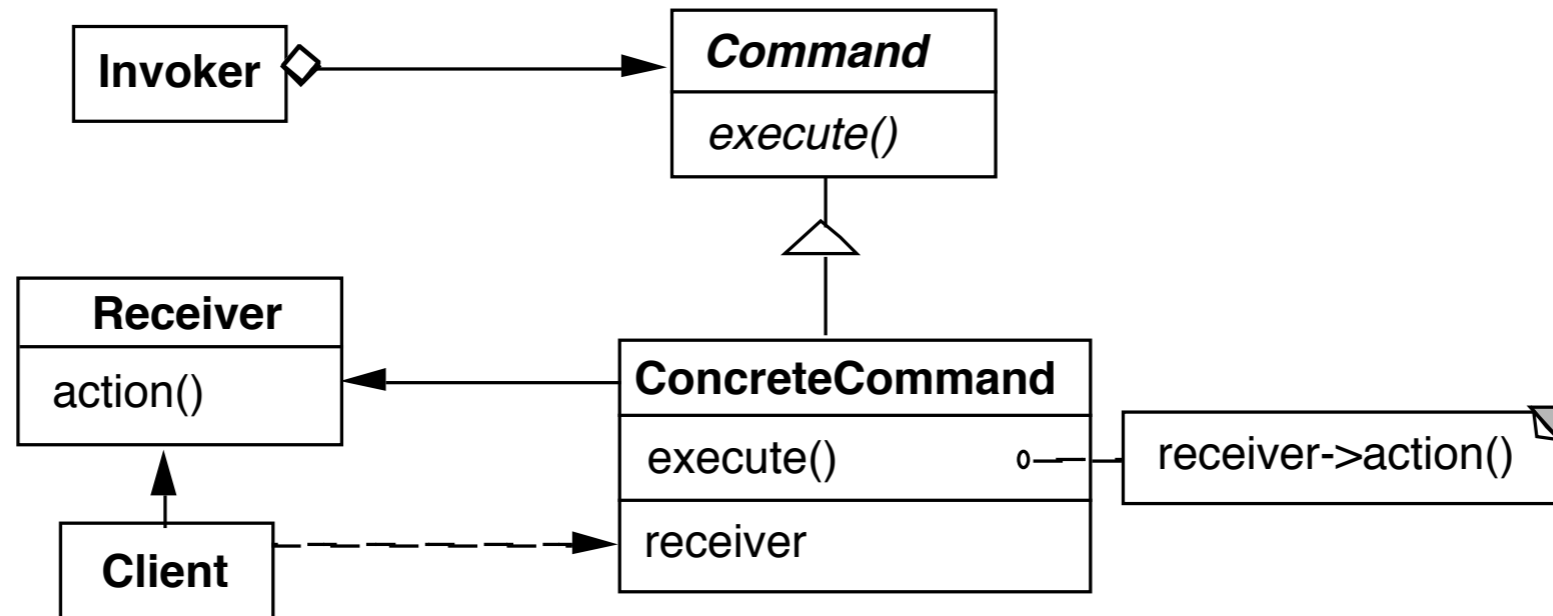 Invoker
Command
execute()
Receiver
action()
ConcreteCommand
execute()
receiver->action()
receiver
Client